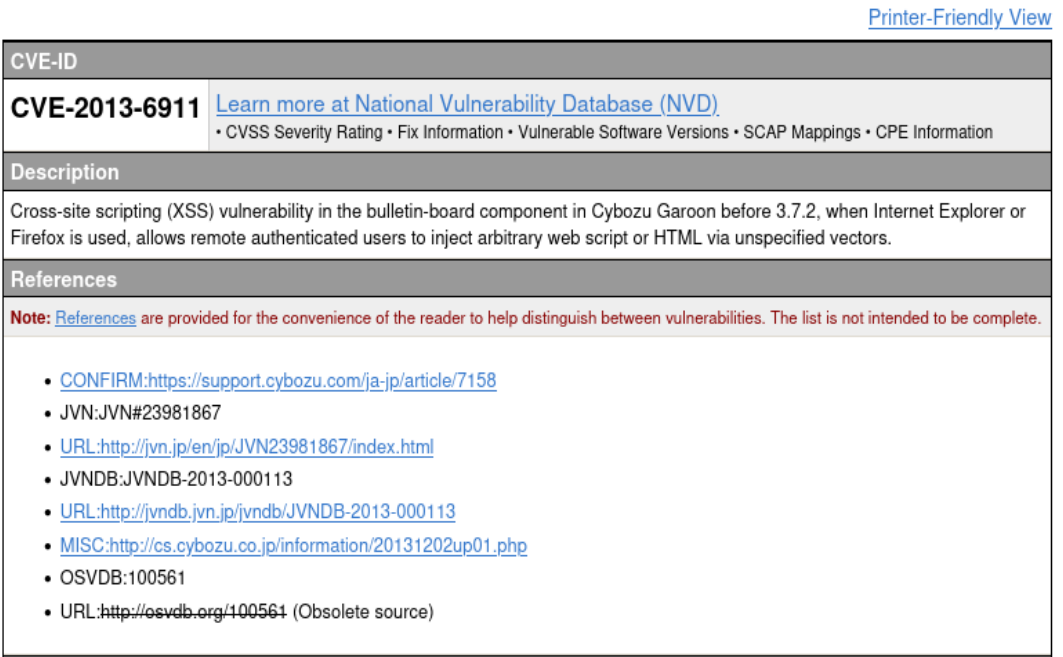 Printer-Friendly View
CVE-ID
CVE-2013-6911 Learn more at National Vulnerability Database (NVD)
• CVSS Severity Rating • Fix Information • Vulnerable Software Versions • SCAP Mappings • CPE Information
Description
Cross-site scripting (XSS) vulnerability in the bulletin-board component in Cybozu Garoon before 3.7.2, when Internet Explorer or
Firefox is used, allows remote authenticated users to inject arbitrary web script or HTML via unspecified vectors.
References
Note: References are provided for the convenience of the reader to help distinguish between vulnerabilities. The list is not intended to be complete.
• CONFIRM:https://support.cybozu.com/ja-jp/article/7158
• JVN:JVN#23981867
• URL:http://jvn.jp/en/jp/JVN23981867/index.html
• JVNDB:JVNDB-2013-000113
• URL:http://jvndb.jvn.jp/jvndb/JVNDB-2013-000113
• MISC:http://cs.cybozu.co.jp/information/20131202up01.php
• OSVDB:100561
• URL:http://osvdb.org/100561 (Obsolete source)